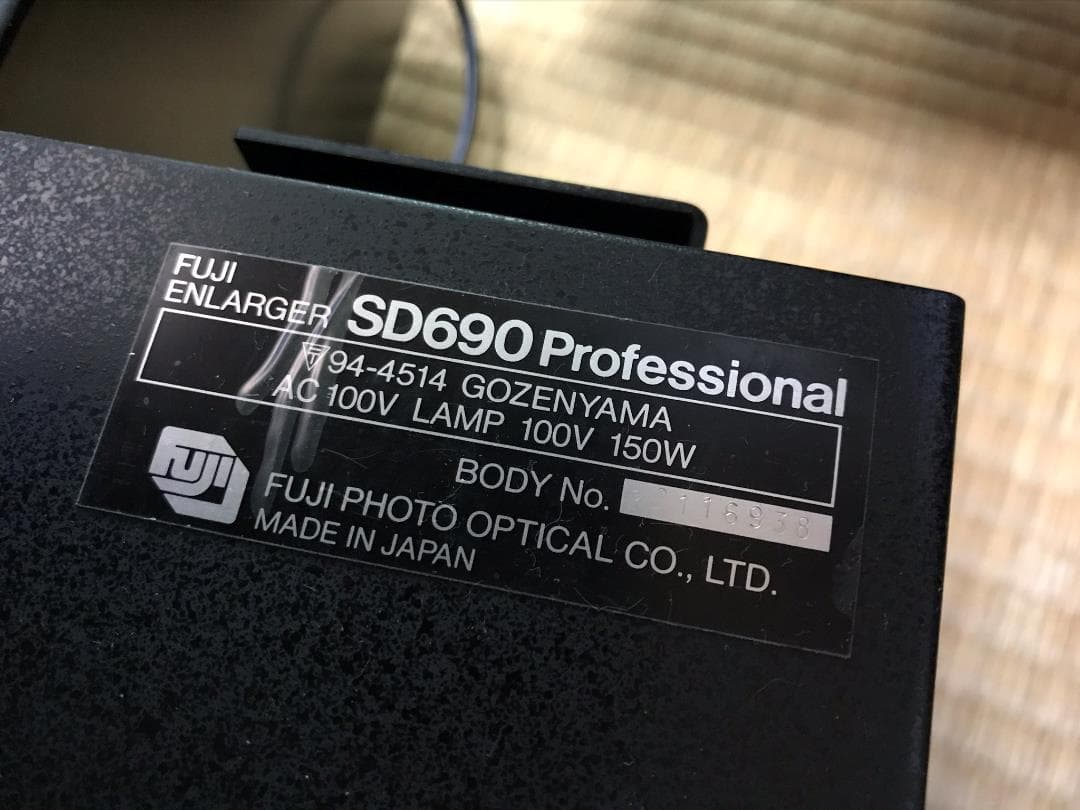 FUJI
ENLARGER SD690 Professional
94-4514 GOZENYAMA
AC 100V LAMP 100V 150W
BODY No.
FUJI
FUJI PHOTO OPTICAL CO., LTD.
MADE IN JAPAN